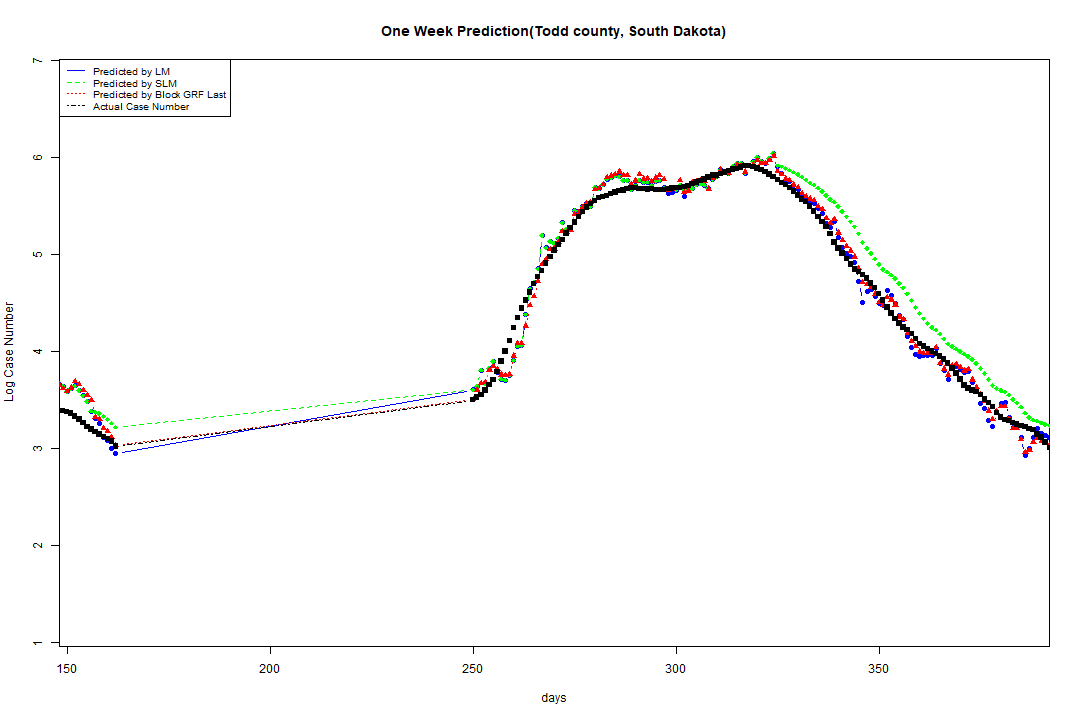 One Week Prediction(Todd county, South Dakota)
Predicted by LM
Predicted by SLM
Predicted by Block GRF Last
Actual Case Number
7
6
5
4
3
2
1
Log Case Number
150 200 250 300 350
days